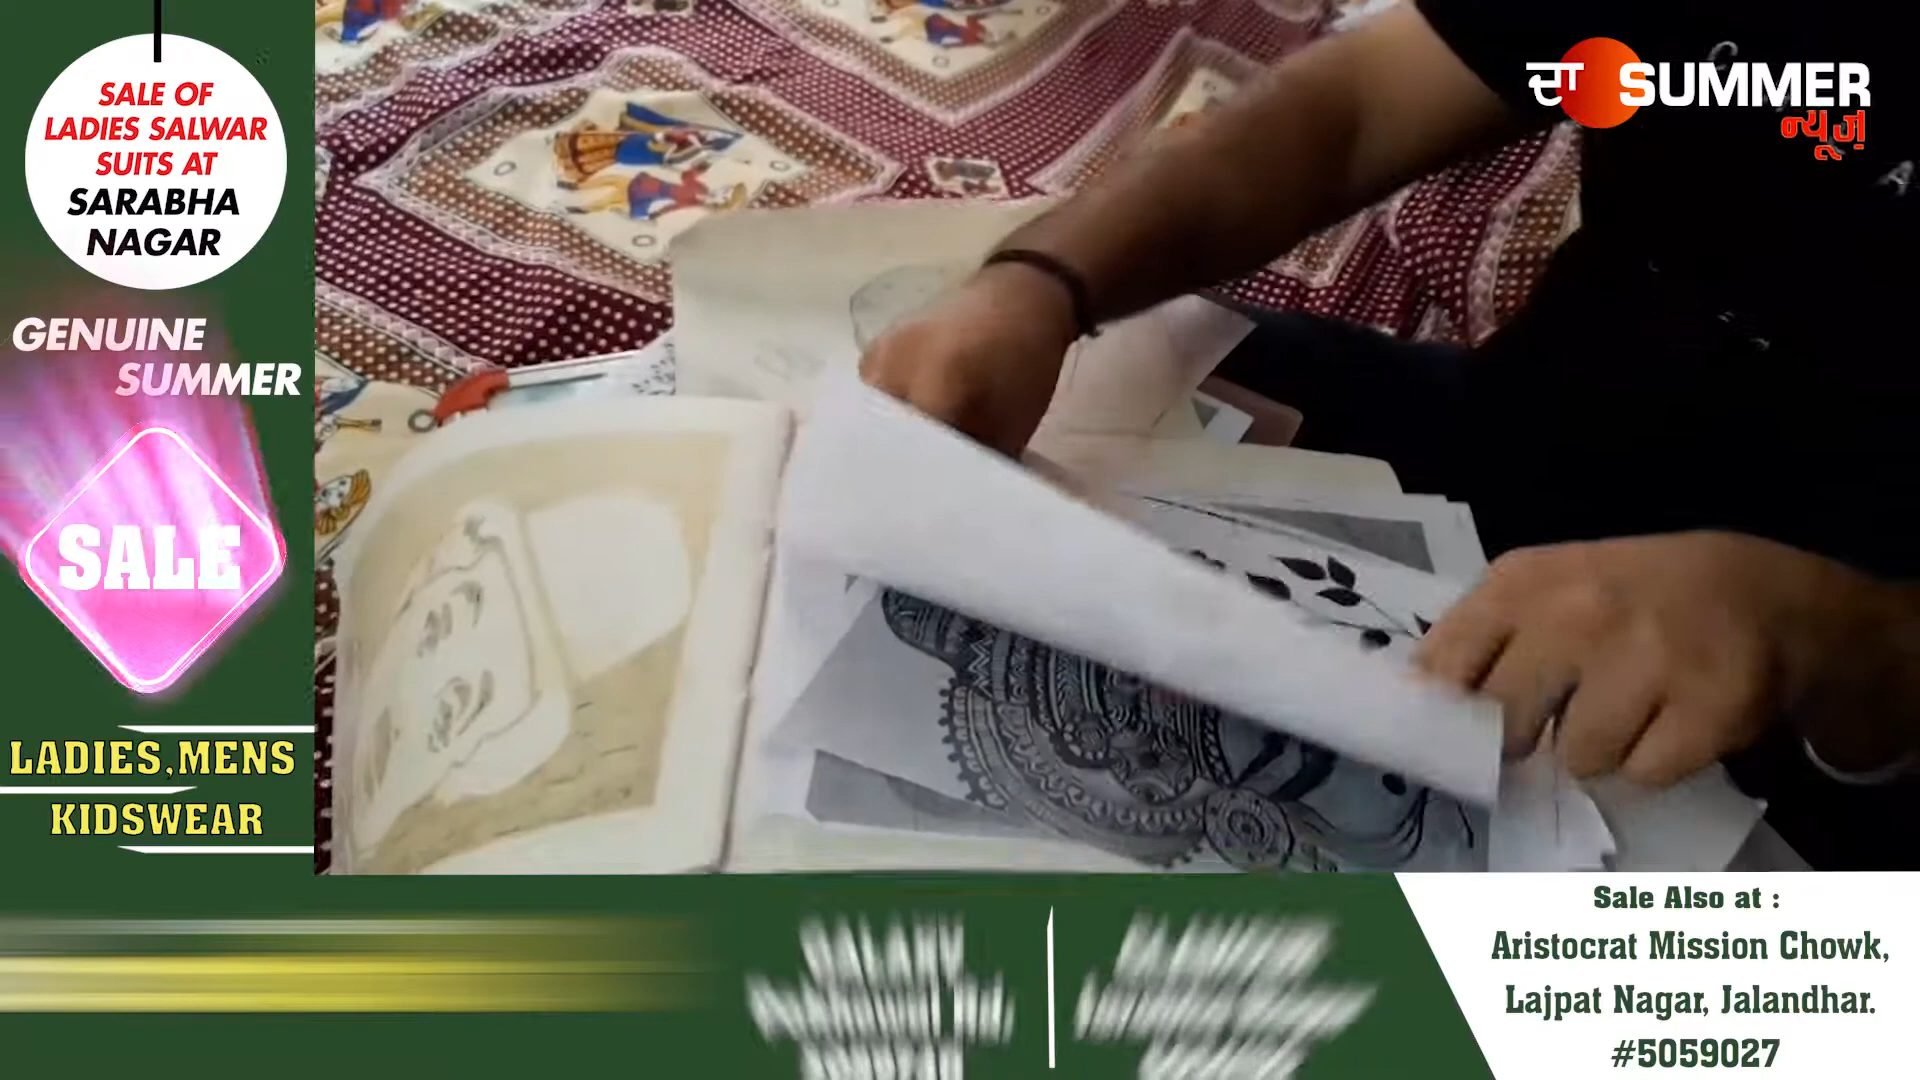 SALE OF
LADIES SALWAR
SUITS AT
SARABHA
NAGAR
GENUINE
SUMMER
SALE
LADIES,MENS
KIDSWEAR
ਦਾ SUMMER
ਨਯੂਜ਼
Sale Also at :
Aristocrat Mission Chowk,
Lajpat Nagar, Jalandhar.
#5059027